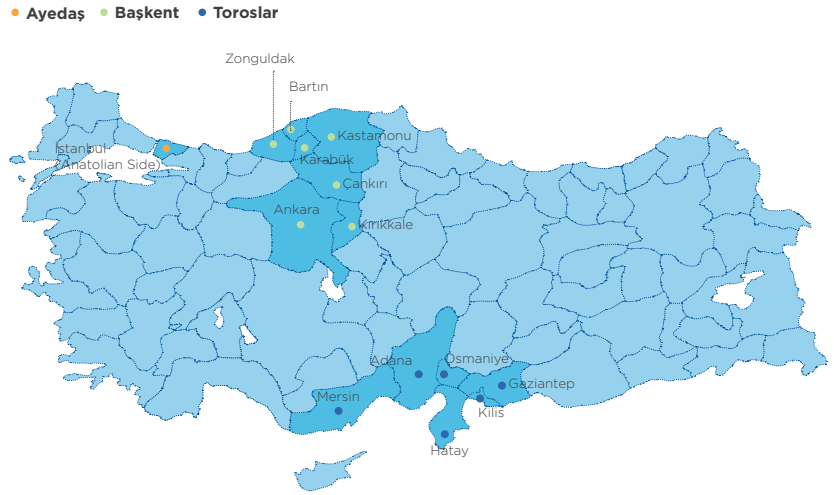 Ayedaş Başkent Toroslar
Zonguldak
Bartın
Kastamonu
İstanbul
(Anatolian Side)
Karabük
Çankırı
Ankara
Kırıkkale
Adana
Osmaniye
Gaziantep
Mersin
Kilis
Hatay